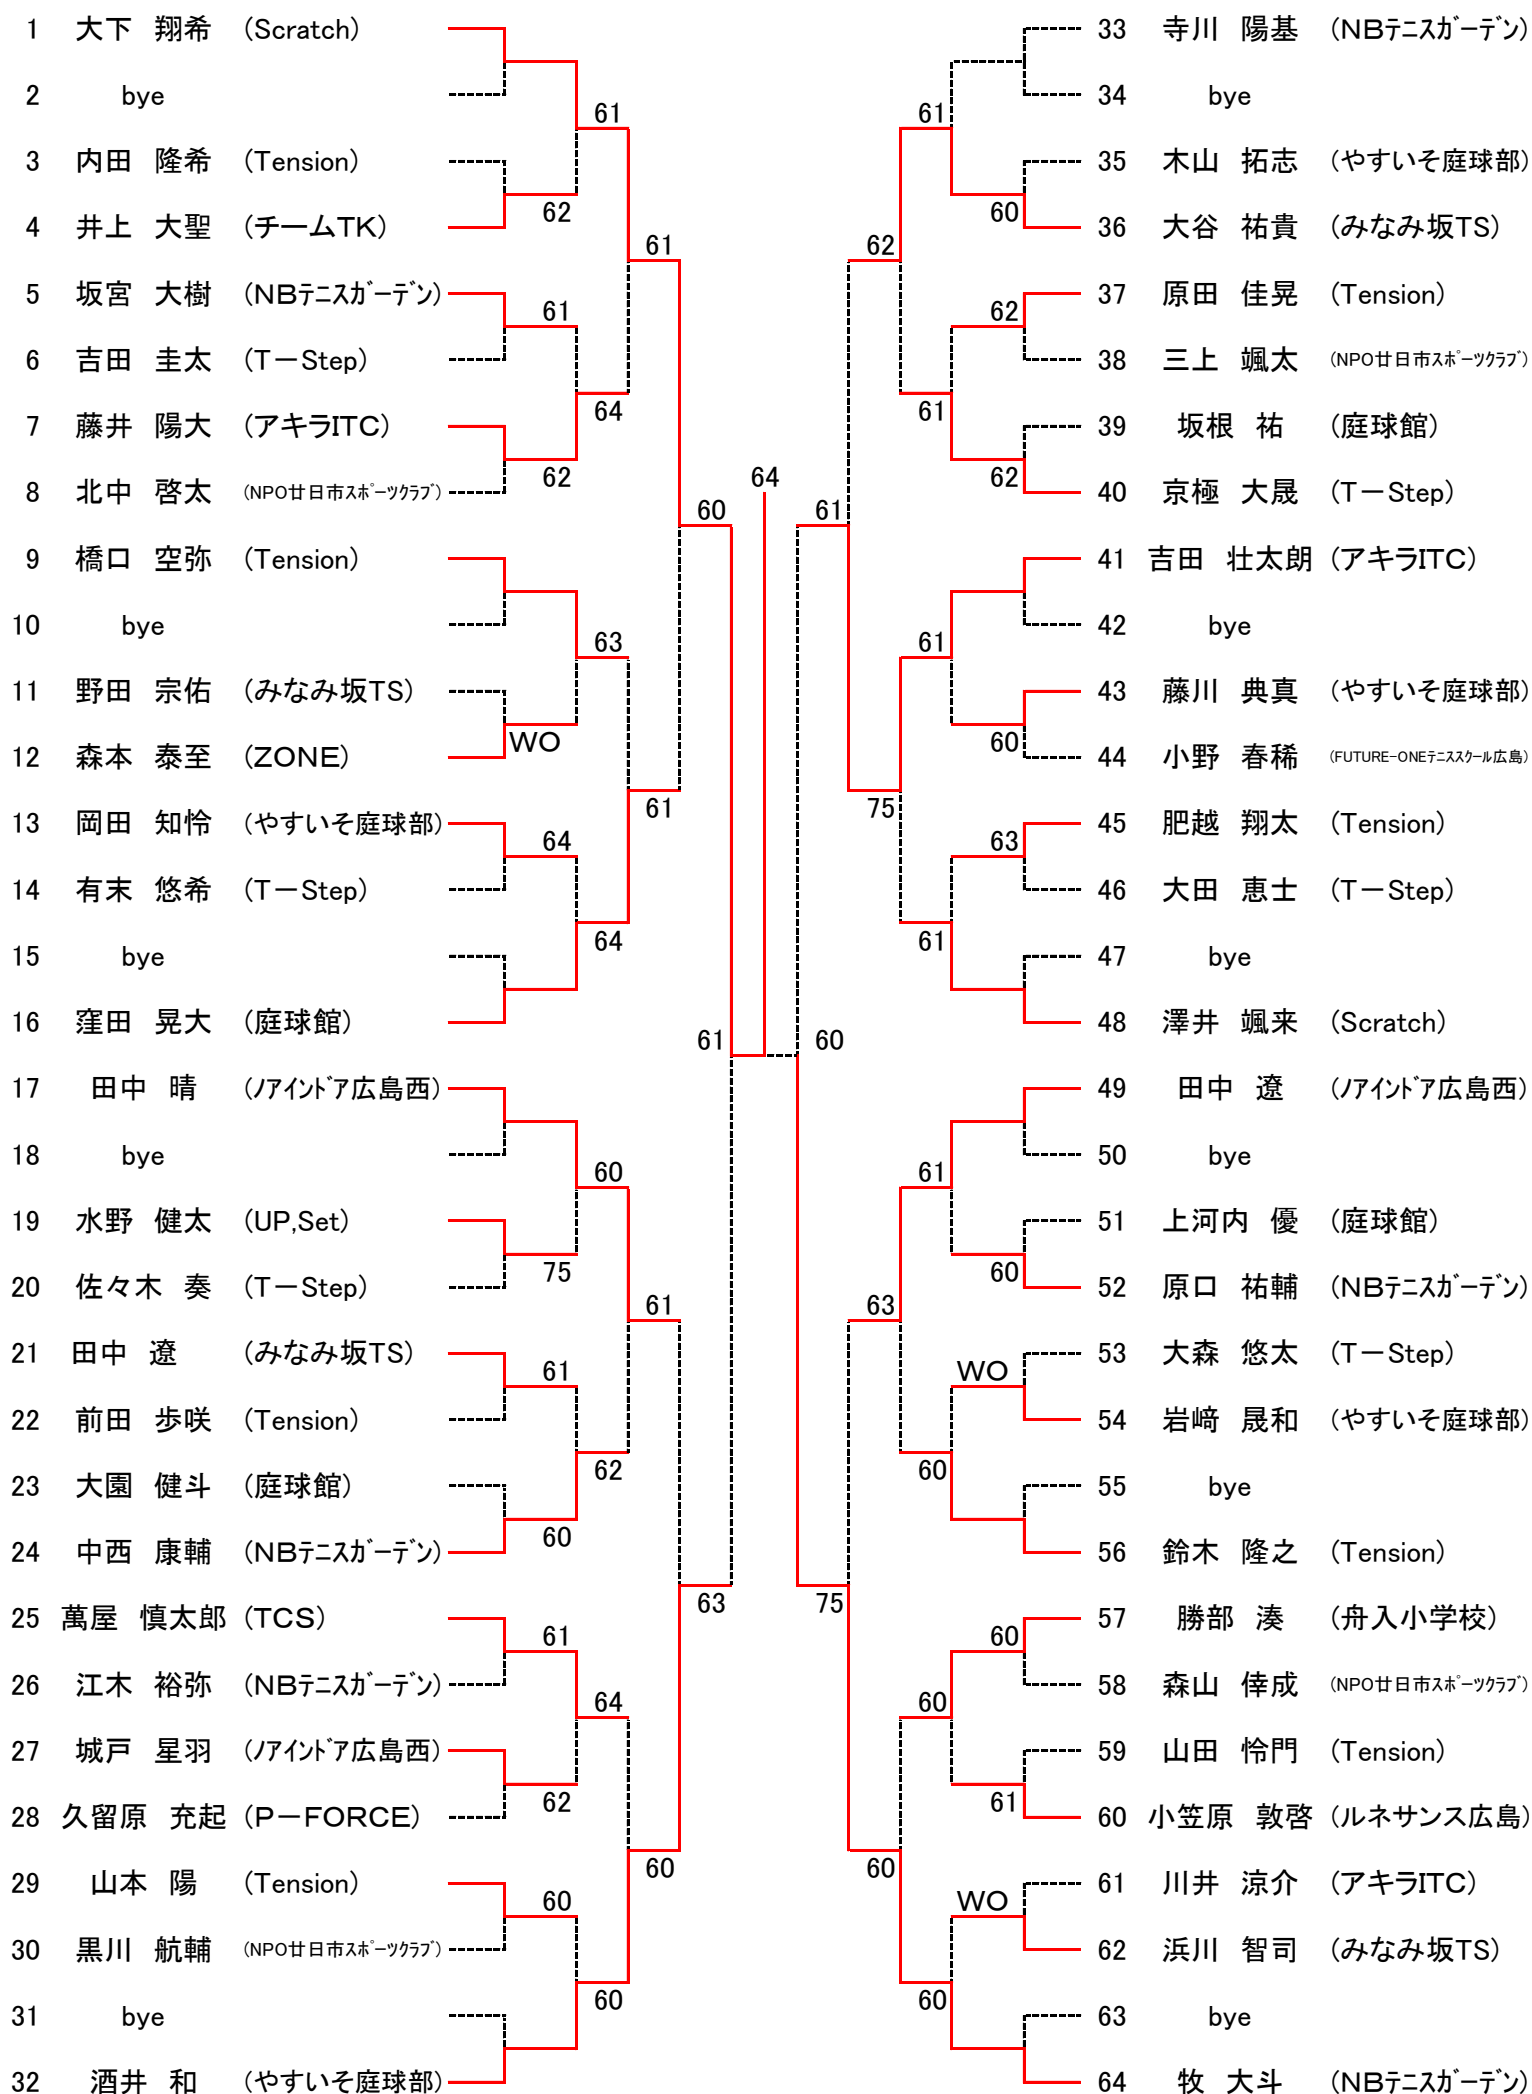 1 大下 翔希 (Scratch)
2 bye
61
3 内田 隆希 (Tension)
62
4 井上 大聖 (チームTK)
61
5 坂宮 大樹 (NBテニスガーデン)
61
6 吉田 圭太 (T－Step)
64
7 藤井 陽大 (アキラITC)
62
8 北中 啓太 (NPO廿日市スポーツクラブ)
60
9 橋口 空弥 (Tension)
10 bye
63
11 野田 宗佑 (みなみ坂TS)
WO
12 森本 泰至 (ZONE)
61
13 岡田 知怜 (やすいそ庭球部)
64
14 有末 悠希 (T－Step)
64
15 bye
16 窪田 晃大 (庭球館)
61
17 田中 晴 (ノアインドア広島西)
18 bye
60
19 水野 健太 (UP,Set)
75
20 佐々木 奏 (T－Step)
61
21 田中 遼 (みなみ坂TS)
61
22 前田 歩咲 (Tension)
62
23 大園 健斗 (庭球館)
60
24 中西 康輔 (NBテニスガーデン)
63
25 萬屋 慎太郎 (TCS)
61
26 江木 裕弥 (NBテニスガーデン)
64
27 城戸 星羽 (ノアインドア広島西)
62
28 久留原 充起 (P－FORCE)
60
29 山本 陽 (Tension)
60
30 黒川 航輔 (NPO廿日市スポーツクラブ)
60
31 bye
32 酒井 和 (やすいそ庭球部)
64
33 寺川 陽基 (NBテニスガーデン)
34 bye
61
35 木山 拓志 (やすいそ庭球部)
60
36 大谷 祐貴 (みなみ坂TS)
62
37 原田 佳晃 (Tension)
62
38 三上 颯太 (NPO廿日市スポーツクラブ)
61
39 坂根 祐 (庭球館)
62
40 京極 大晟 (T－Step)
61
41 吉田 壮太朗 (アキラITC)
42 bye
61
43 藤川 典真 (やすいそ庭球部)
60
44 小野 春稀 (FUTURE-ONEテニススクール広島)
75
45 肥越 翔太 (Tension)
63
46 大田 恵士 (T－Step)
61
47 bye
48 澤井 颯来 (Scratch)
60
49 田中 遼 (ノアインドア広島西)
50 bye
61
51 上河内 優 (庭球館)
60
52 原口 祐輔 (NBテニスガーデン)
63
53 大森 悠太 (T－Step)
WO
54 岩﨑 晟和 (やすいそ庭球部)
60
55 bye
56 鈴木 隆之 (Tension)
75
57 勝部 湊 (舟入小学校)
60
58 森山 倖成 (NPO廿日市スポーツクラブ)
60
59 山田 怜門 (Tension)
61
60 小笠原 敦啓 (ルネサンス広島)
60
61 川井 涼介 (アキラITC)
WO
62 浜川 智司 (みなみ坂TS)
60
63 bye
64 牧 大斗 (NBテニスガーデン)